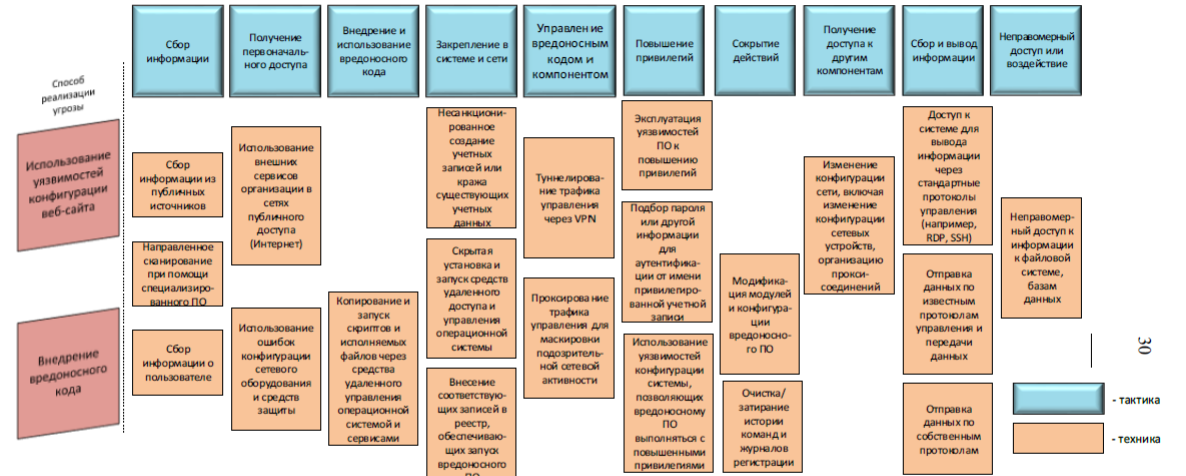 Сбор
информации
Получение
первоначаль-
ного доступа
Внедрение и
использование
вредоносного
кода
Закрепление в
системе и сети
Управление
вредоносным
кодом и
компонентом
Повышение
привилегий
Сокрытие
действий
Получение
доступа к
другим
компонентам
Сбор и вывод
информации
Неправомерный
доступ или
воздействие
Способ
реализации
угрозы
Использование
уязвимостей
конфигурации
веб-сайта
Внедрение
вредоносного
кода
Сбор
информации из
публичных
источников
Направленное
сканирование
при помощи
специализиро-
ванного ПО
Сбор
информации о
пользователе
Использование
внешних
сервисов
организации в
сетях
публичного
доступа
(Интернет)
Использование
ошибок
конфигурации
сетевого
оборудования
и средств
защиты
Копирование и
запуск
скриптов и
исполняемых
файлов через
средства
удаленного
управления
операционной
системой и
сервисами
Несанкциони-
рованное
создание
учетных
записей или
кража
существующих
учетных
данных
Скрытая
установка и
запуск средств
удаленного
доступа и
управления
операционной
системы
Внесение
соответствую-
щих записей в
реестр,
обеспечиваю-
щих запуск
вредоносного
ПО
Туннелирова-
ние трафика
управления
через VPN
Проксирование
трафика
управления для
маскировки
подозритель-
ной сетевой
активности
Эксплуатация
уязвимостей
ПО к
повышению
привилегий
Подбор пароля
или другой
информации
для
аутентифика-
ции от имени
привилегиро-
ванной учетной
записи
Использование
уязвимостей
конфигурации
системы,
позволяющих
вредоносному
ПО
выполняться с
повышенными
привилегиями
Модифика-
ция модулей
и конфигура-
ции
вредоносно-
го ПО
Очистка/
затирание
истории
команд и
журналов
регистрации
Изменение
конфигурации
сети, включая
изменение
конфигурации
сетевых
устройств,
организацию
прокси-
соединений
Доступ к
системе для
вывода
информации
через
стандартные
протоколы
управления
(например,
RDP, SSH)
Отправка
данных по
известным
протоколам
управления и
передачи
данных
Отправка
данных по
собственным
протоколам
Неправомер-
ный доступ к
информации
к файловой
системе,
базам
данных
30
- тактика
- техника